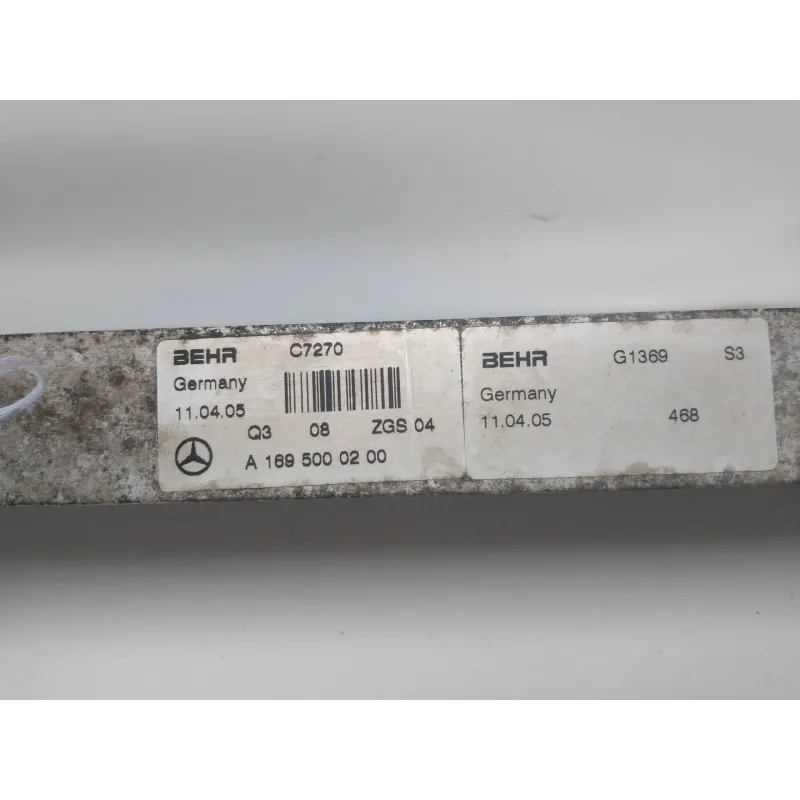 BEHR C7270
Germany
11.04.05
Q3 08 ZGS 04
A 169 500 02 00
BEHR G1369 S3
Germany
11.04.05 468